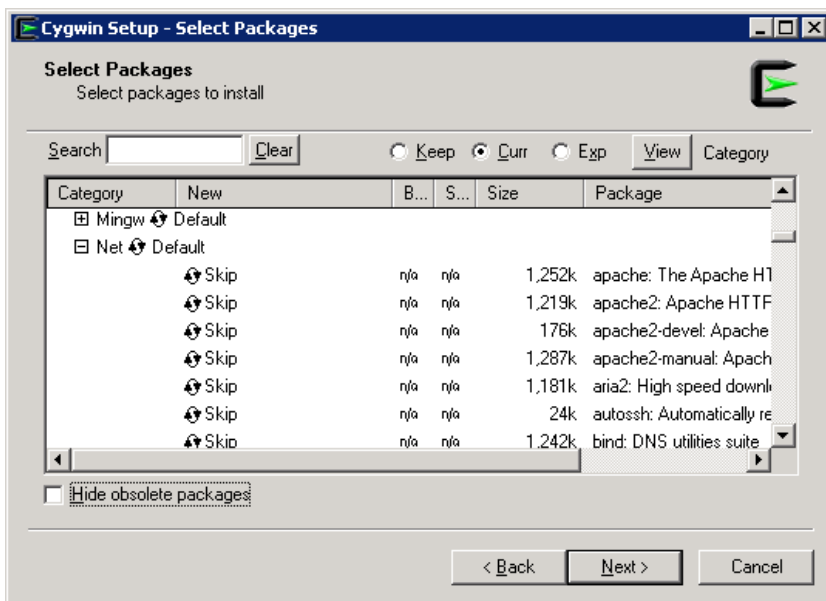 Cygwin Setup - Select Packages
Select Packages
Select packages to install
Search Clear Keep Curr Exp View Category
Category New B... S... Size Package
Mingw Default
Net Default
Skip n/a n/a 1,252k apache: The Apache HT
Skip n/a n/a 1,219k apache2: Apache HTTF
Skip n/a n/a 176k apache2-devel: Apache
Skip n/a n/a 1,287k apache2-manual: Apach
Skip n/a n/a 1,181k aria2: High speed downl
Skip n/a n/a 24k autossh: Automatically re
Skip n/a n/a 1,242k bind: DNS utilities suite
Hide obsolete packages
< Back Next > Cancel